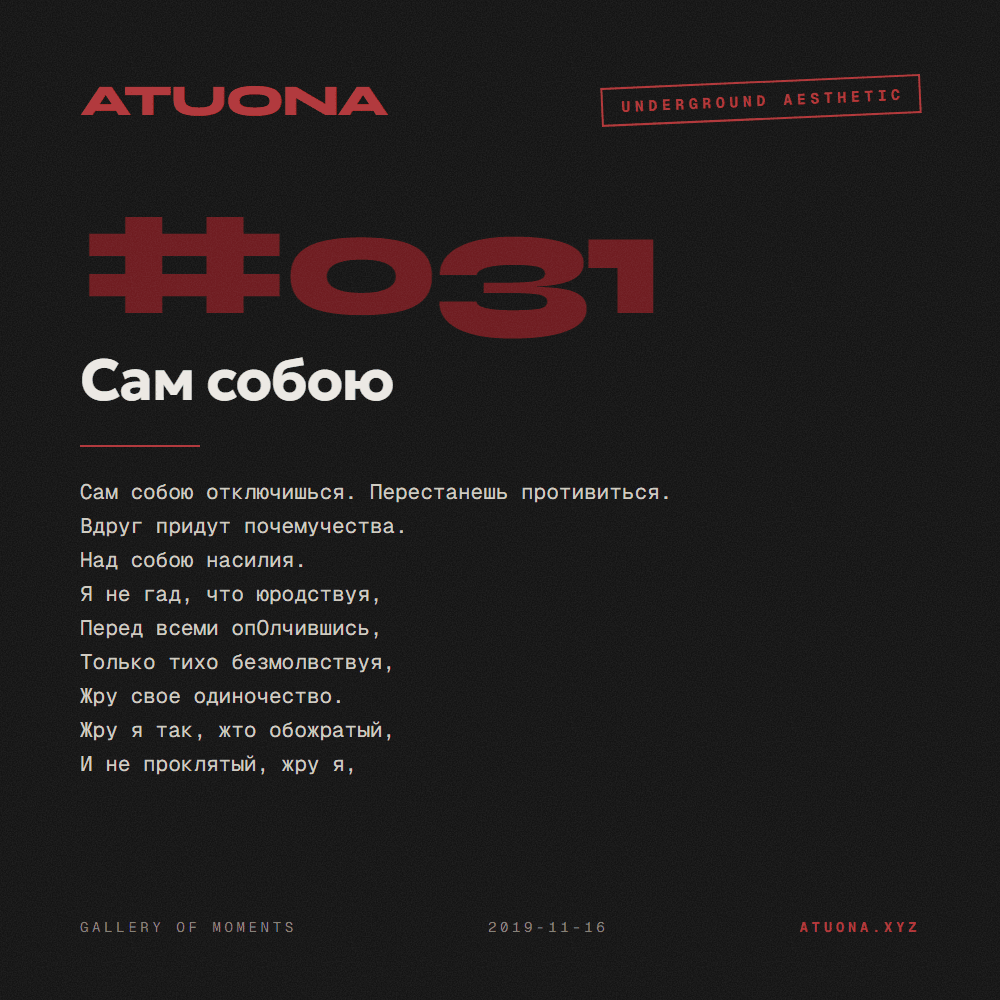 ATUONA
UNDERGROUND AESTHETIC
#031
Сам собою
Сам собою отключишься. Перестанешь противиться.
Вдруг придут почемучества.
Над собою насилия.
Я не гад, что юродствуя,
Перед всеми опОлчившись,
Только тихо безмолвствуя,
Жру свое одиночество.
Жру я так, жто обожратый,
И не проклятый, жру я,
GALLERY OF MOMENTS
2019-11-16
ATUONA.XYZ